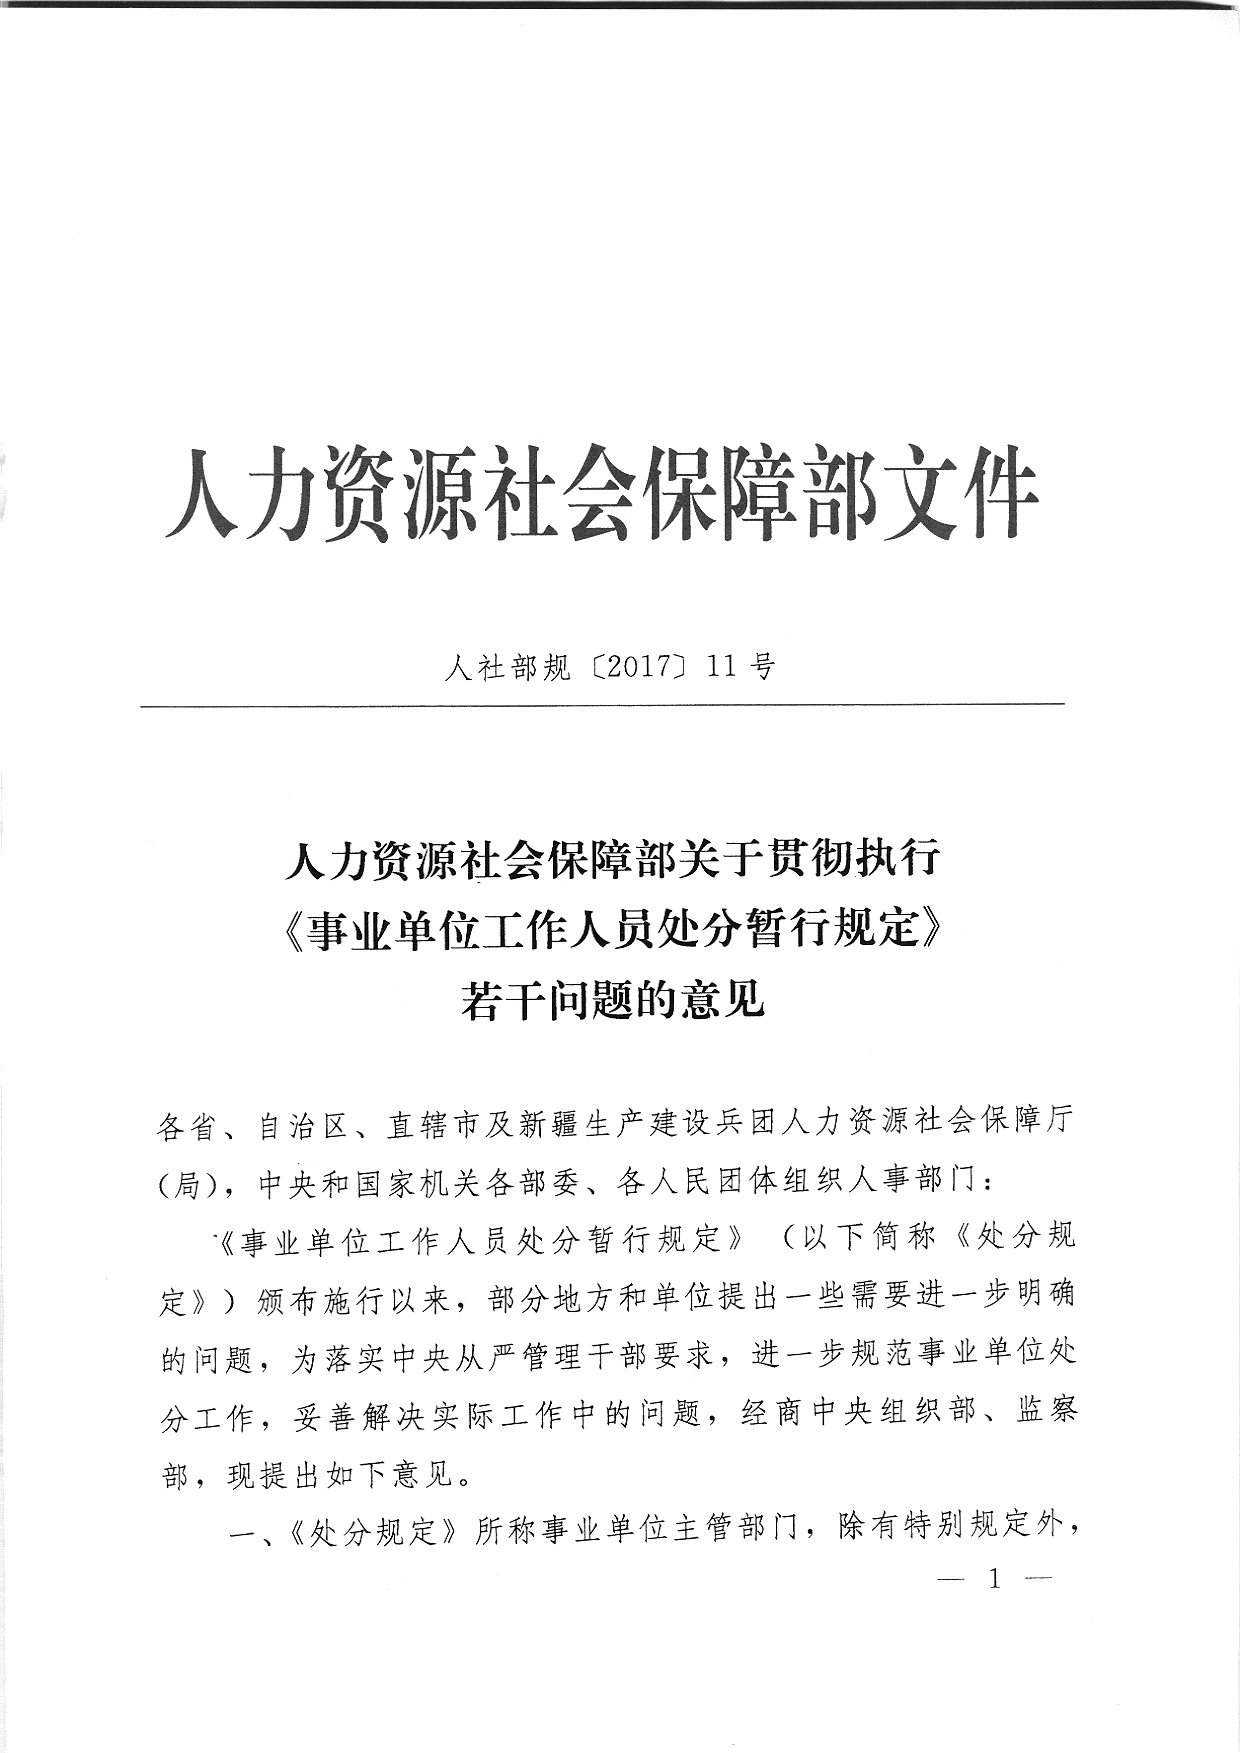 人力资源社会保障部文件
人社部规〔2017〕11号
人力资源社会保障部关于贯彻执行
《事业单位工作人员处分暂行规定》
若干问题的意见
各省、自治区、直辖市及新疆生产建设兵团人力资源社会保障厅
（局），中央和国家机关各部委、各人民团体组织人事部门：
《事业单位工作人员处分暂行规定》（以下简称《处分规
定》）颁布施行以来，部分地方和单位提出一些需要进一步明确
的问题，为落实中央从严管理干部要求，进一步规范事业单位处
分工作，妥善解决实际工作中的问题，经商中央组织部、监察
部，现提出如下意见。
一、《处分规定》所称事业单位主管部门，除有特别规定外，
— 1 —